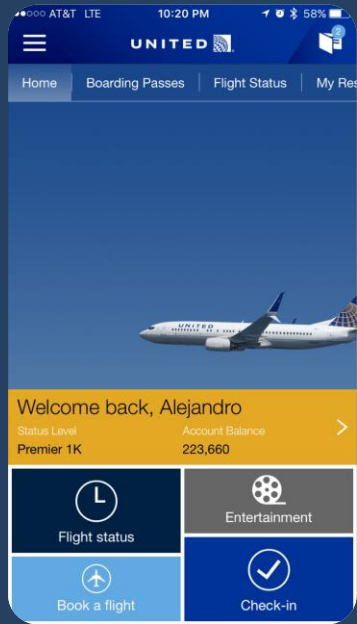 AT&T LTE 10:20 PM 58%
UNITED
2
Home Boarding Passes Flight Status My Res
UNITED
Welcome back, Alejandro
Status Level Account Balance
Premier 1K 223,660
Flight status
Entertainment
Book a flight
Check-in